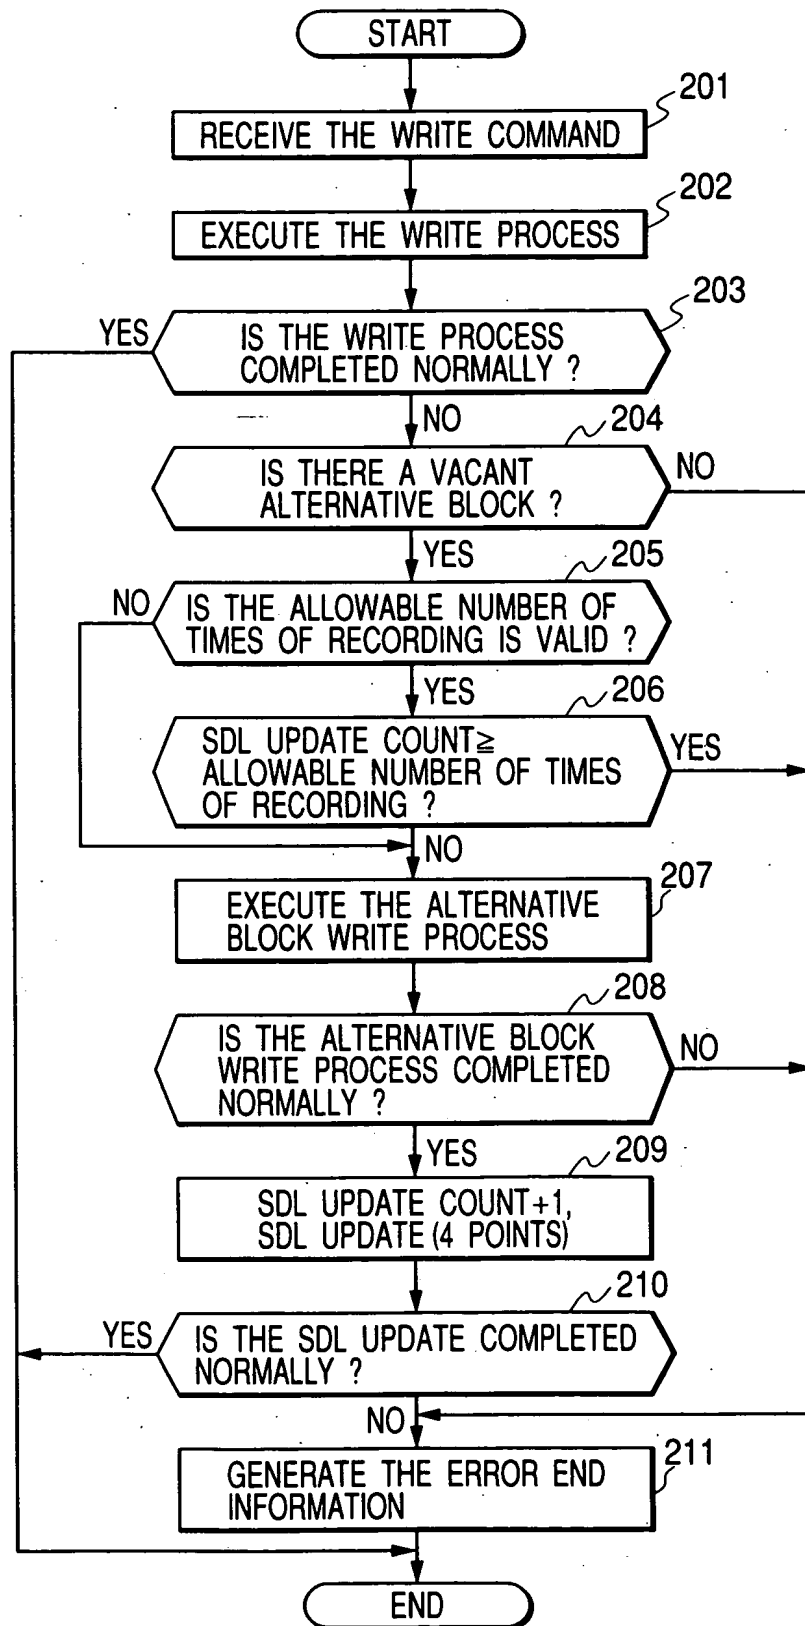 START
201
RECEIVE THE WRITE COMMAND
202
EXECUTE THE WRITE PROCESS
203
YES
IS THE WRITE PROCESS
COMPLETED NORMALLY ?
NO
204
IS THERE A VACANT
ALTERNATIVE BLOCK ?
NO
YES
205
NO
IS THE ALLOWABLE NUMBER OF
TIMES OF RECORDING IS VALID ?
YES
206
SDL UPDATE COUNT≧
ALLOWABLE NUMBER OF TIMES
OF RECORDING ?
YES
NO
207
EXECUTE THE ALTERNATIVE
BLOCK WRITE PROCESS
208
IS THE ALTERNATIVE BLOCK
WRITE PROCESS COMPLETED
NORMALLY ?
NO
YES
209
SDL UPDATE COUNT+1,
SDL UPDATE (4 POINTS)
210
YES
IS THE SDL UPDATE COMPLETED
NORMALLY ?
NO
211
GENERATE THE ERROR END
INFORMATION
END